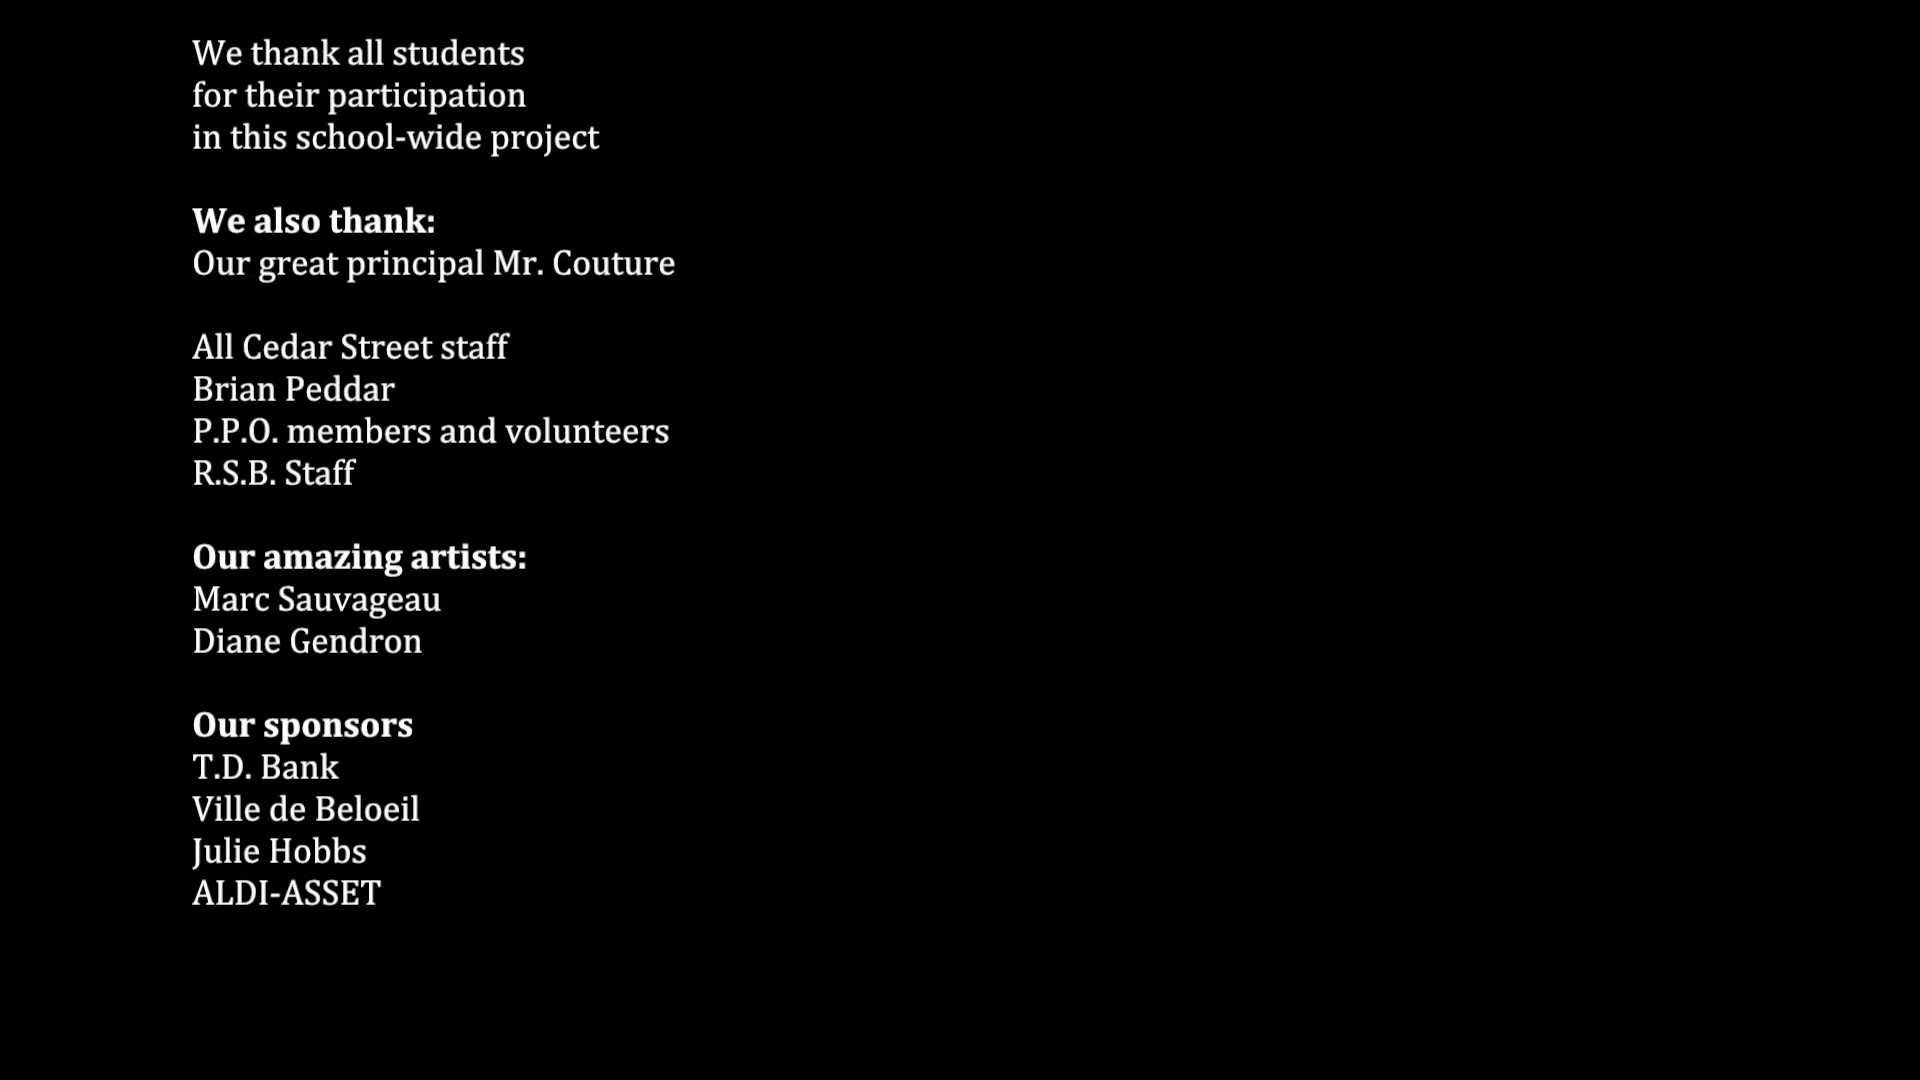 We thank all students
for their participation
in this school-wide project
We also thank:
Our great principal Mr. Couture
All Cedar Street staff
Brian Peddar
P.P.O. members and volunteers
R.S.B. Staff
Our amazing artists:
Marc Sauvageau
Diane Gendron
Our sponsors
T.D. Bank
Ville de Beloeil
Julie Hobbs
ALDI-ASSET